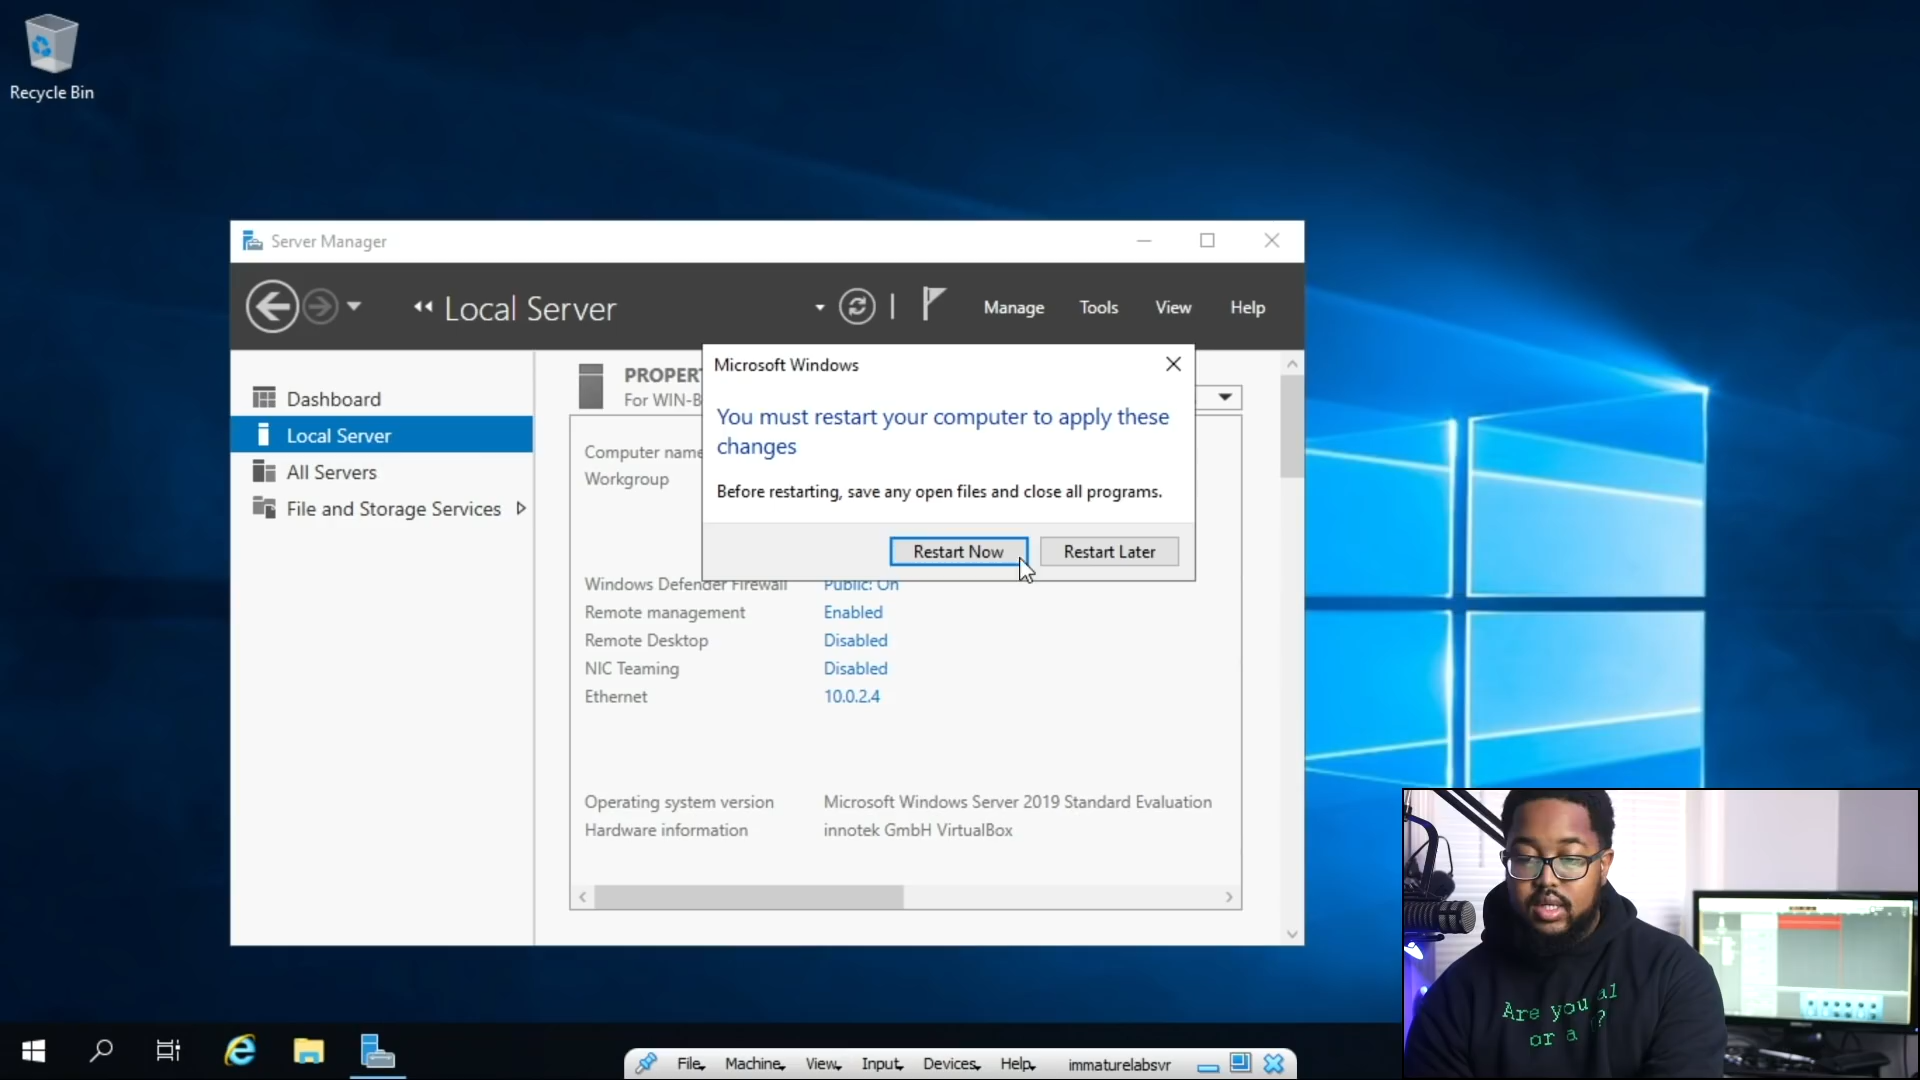 Recycle Bin
Server Manager
Local Server
Manage
Tools
View
Help
Dashboard
Local Server
All Servers
File and Storage Services
PROPER
For WIN-B
Computer name
Workgroup
Microsoft Windows
You must restart your computer to apply these
changes
Before restarting, save any open files and close all programs.
Restart Now
Restart Later
Windows Defender Firewall
Public: On
Remote management
Enabled
Remote Desktop
Disabled
NIC Teaming
Disabled
Ethernet
10.0.2.4
Operating system version
Microsoft Windows Server 2019 Standard Evaluation
Hardware information
innotek GmbH VirtualBox
Are you
or a
?
File
Machine
View
Input
Devices
Help
immaturelabsvr